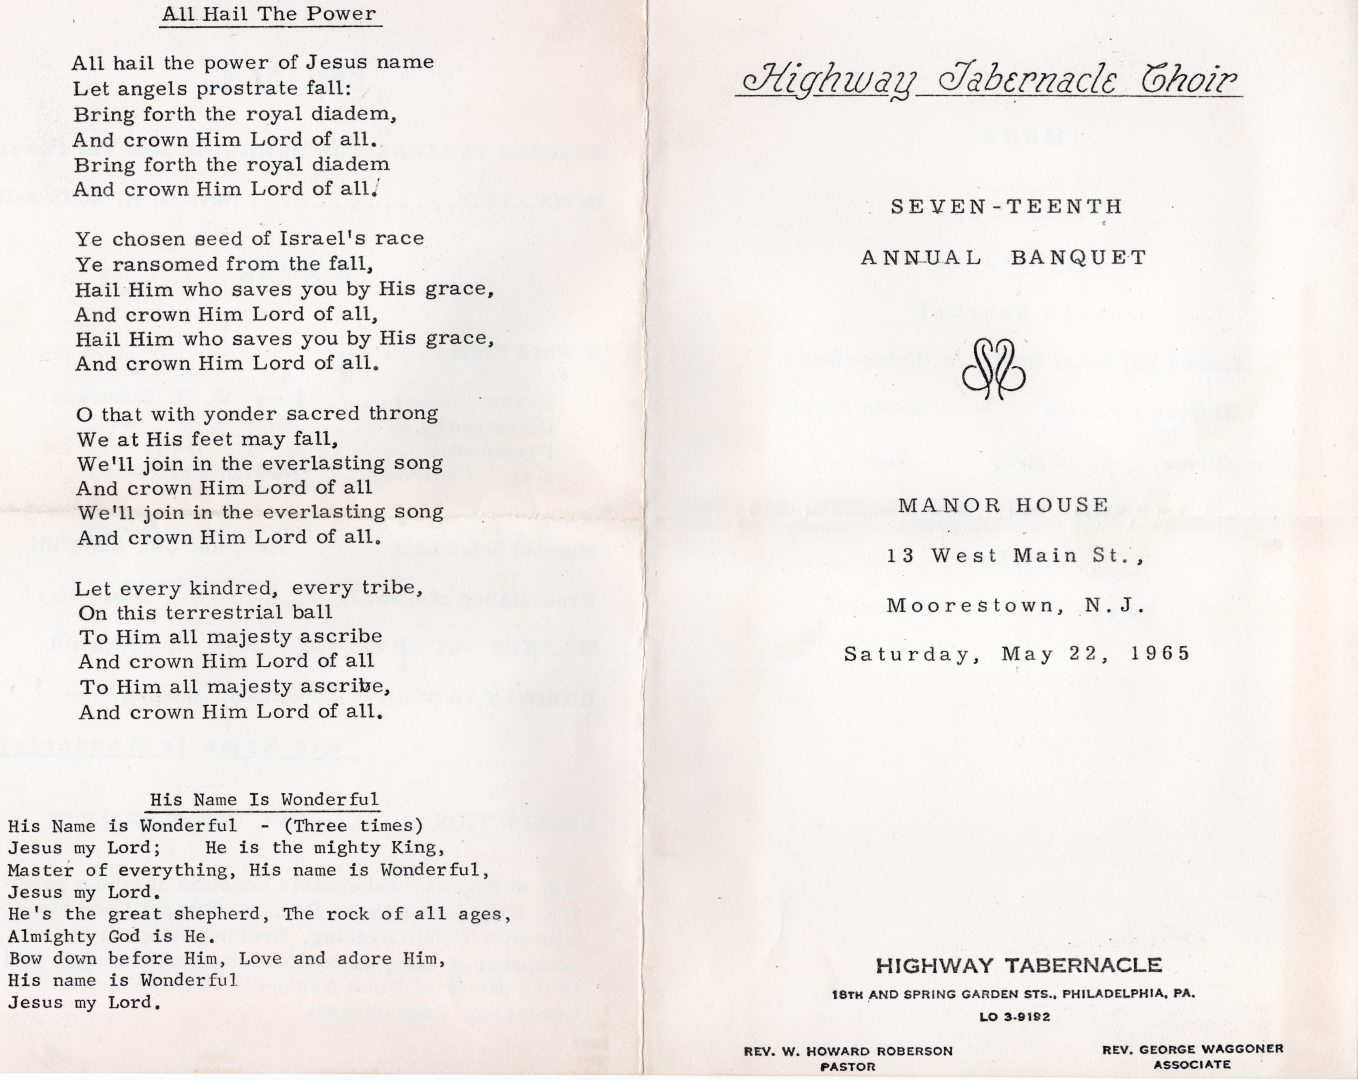 All Hail The Power
All hail the power of Jesus name
Let angels prostrate fall:
Bring forth the royal diadem,
And crown Him Lord of all.
Bring forth the royal diadem
And crown Him Lord of all.
Ye chosen seed of Israel's race
Ye ransomed from the fall,
Hail Him who saves you by His grace,
And crown Him Lord of all,
Hail Him who saves you by His grace,
And crown Him Lord of all.
O that with yonder sacred throng
We at His feet may fall,
We'll join in the everlasting song
And crown Him Lord of all
We'll join in the everlasting song
And crown Him Lord of all.
Let every kindred, every tribe,
On this terrestrial ball
To Him all majesty ascribe
And crown Him Lord of all
To Him all majesty ascribe,
And crown Him Lord of all.
His Name Is Wonderful
His Name is Wonderful - (Three times)
Jesus my Lord; He is the mighty King,
Master of everything, His name is Wonderful,
Jesus my Lord.
He's the great shepherd, The rock of all ages,
Almighty God is He.
Bow down before Him, Love and adore Him,
His name is Wonderful
Jesus my Lord.
Highway Tabernacle Choir
SEVEN-TEENTH
ANNUAL BANQUET
MANOR HOUSE
13 West Main St.,
Moorestown, N.J.
Saturday, May 22, 1965
HIGHWAY TABERNACLE
18TH AND SPRING GARDEN STS., PHILADELPHIA, PA.
LO 3-9192
REV. W. HOWARD ROBERSON
PASTOR
REV. GEORGE WAGGONER
ASSOCIATE